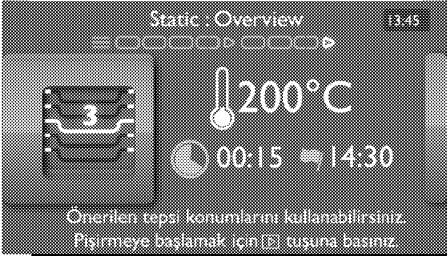 Static : Overview
13:45
3
200°C
00:15
14:30
Önerilen tepsi konumlarını kullanabilirsiniz.
Pişirmeye başlamak için tuşuna basınız.